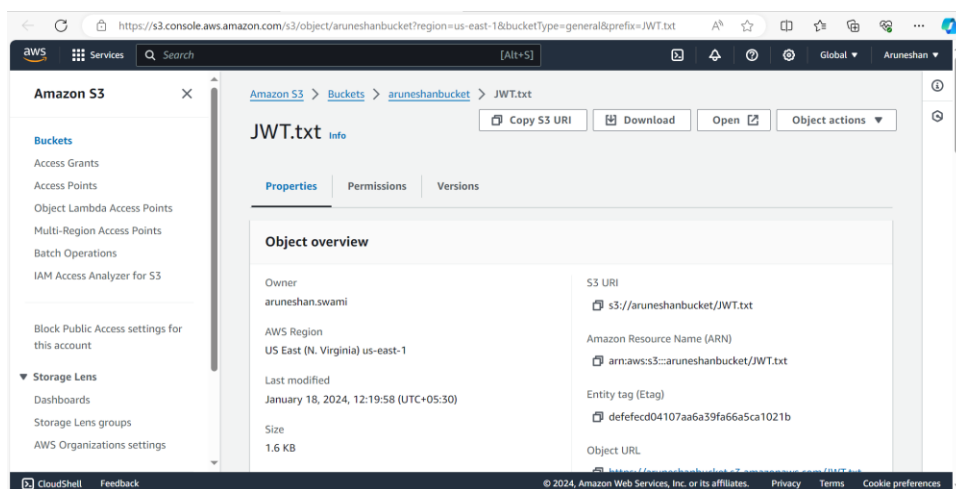 https://s3.console.aws.amazon.com/s3/object/aruneshanbucket?region=us-east-1&bucketType=general&prefix=JWT.txt
aws Services Search [Alt+S] Global Aruneshan
Amazon S3
Buckets
Access Grants
Access Points
Object Lambda Access Points
Multi-Region Access Points
Batch Operations
IAM Access Analyzer for S3
Block Public Access settings for
this account
Storage Lens
Dashboards
Storage Lens groups
AWS Organizations settings
Amazon S3 > Buckets > aruneshanbucket > JWT.txt
JWT.txt Info
Copy S3 URI Download Open Object actions
Properties Permissions Versions
Object overview
Owner
aruneshan.swami
AWS Region
US East (N. Virginia) us-east-1
Last modified
January 18, 2024, 12:19:58 (UTC+05:30)
Size
1.6 KB
S3 URI
s3://aruneshanbucket/JWT.txt
Amazon Resource Name (ARN)
arn:aws:s3:::aruneshanbucket/JWT.txt
Entity tag (Etag)
defefecd04107aa6a39fa66a5ca1021b
Object URL
https://aruneshanbucket.s3.amazonaws.com/JWT.txt
CloudShell Feedback © 2024, Amazon Web Services, Inc. or its affiliates. Privacy Terms Cookie preferences